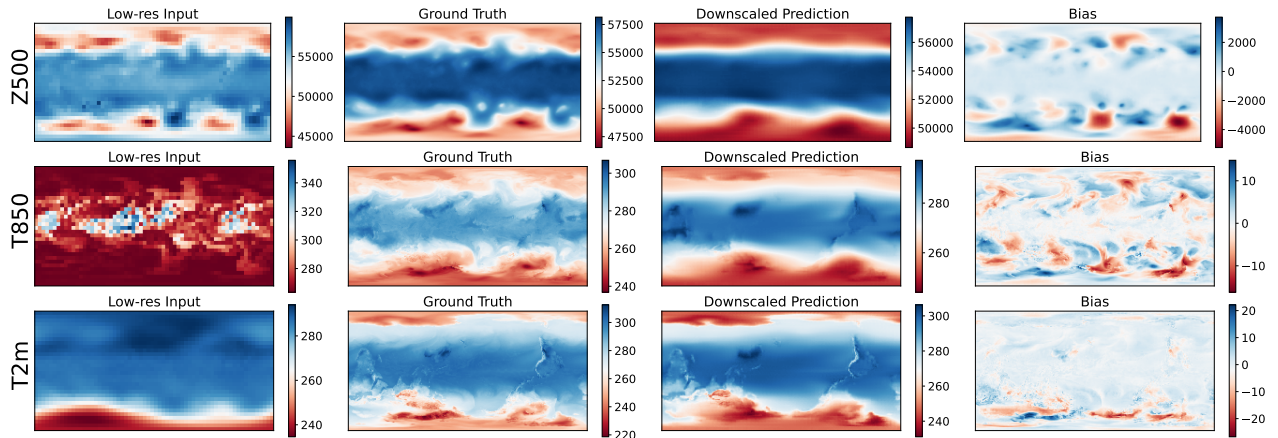 Low-res Input Ground Truth Downscaled Prediction Bias
Z500
55000 50000 45000
57500 55000 52500 50000 47500
56000 54000 52000 50000
2000 0 −2000 −4000
Low-res Input Ground Truth Downscaled Prediction Bias
T850
340 320 300 280
300 280 260 240
280 260
10 0 −10
Low-res Input Ground Truth Downscaled Prediction Bias
T2m
280 260 240
300 280 260 240 220
300 280 260 240
20 10 0 −10 −20